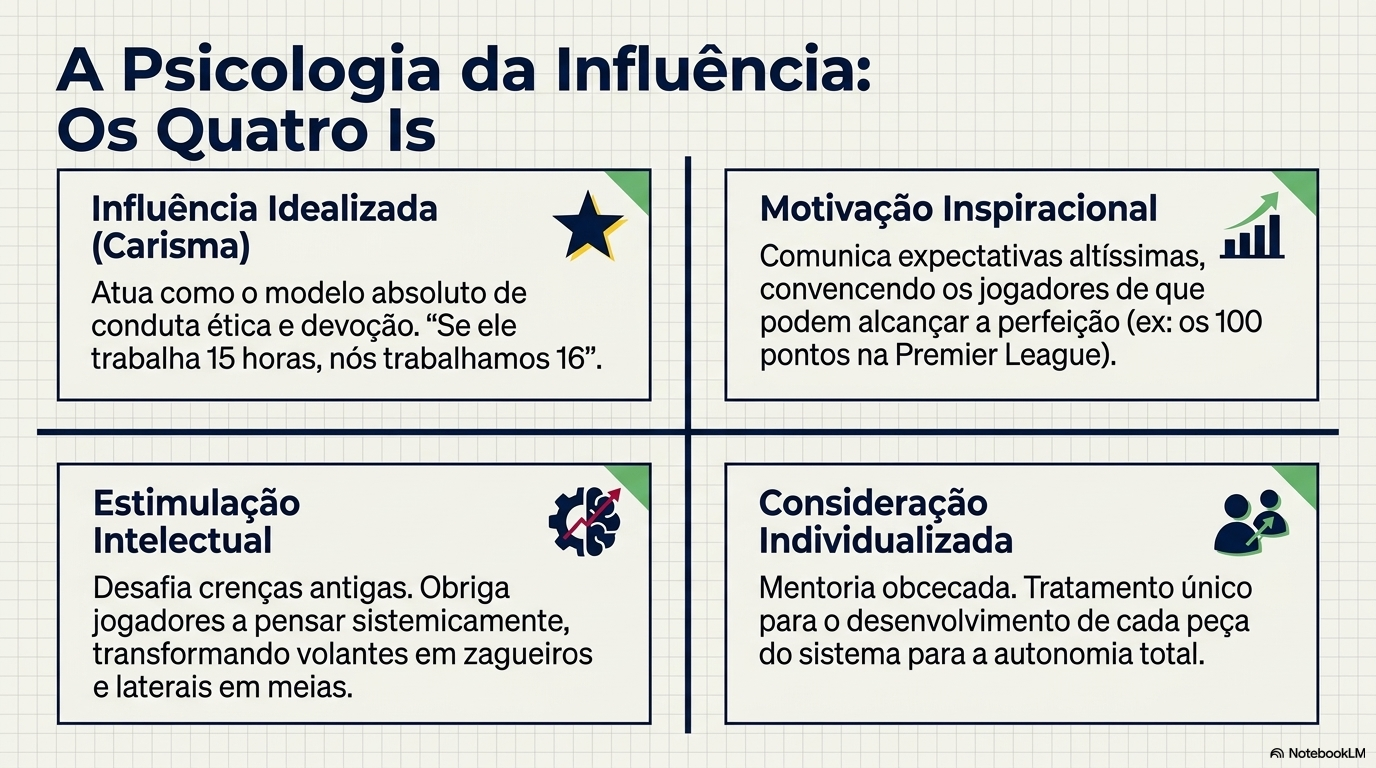 A Psicologia da Influência:
Os Quatro Is
Influência Idealizada
(Carisma)
Atua como o modelo absoluto de
conduta ética e devoção. “Se ele
trabalha 15 horas, nós trabalhamos 16”.
Motivação Inspiracional
Comunica expectativas altíssimas,
convencendo os jogadores de que
podem alcançar a perfeição (ex: os 100
pontos na Premier League).
Estimulação
Intelectual
Desafia crenças antigas. Obriga
jogadores a pensar sistemicamente,
transformando volantes em zagueiros
e laterais em meias.
Consideração
Individualizada
Mentoria obcecada. Tratamento único
para o desenvolvimento de cada peça
do sistema para a autonomia total.
NotebookLM